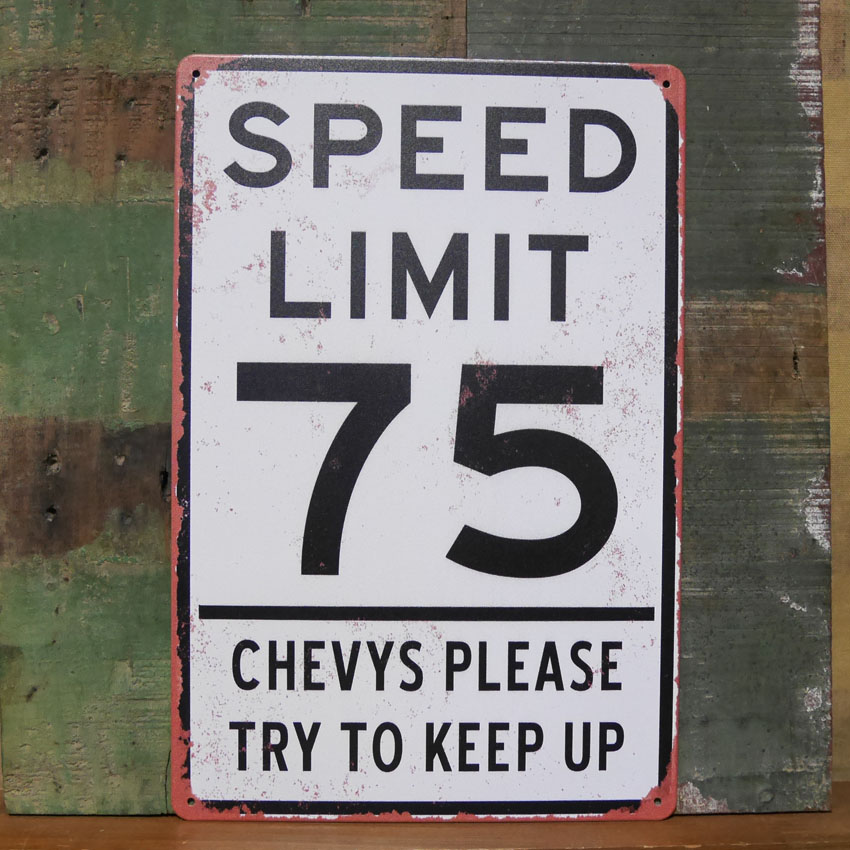 SPEED
LIMIT
75
CHEVYS PLEASE
TRY TO KEEP UP